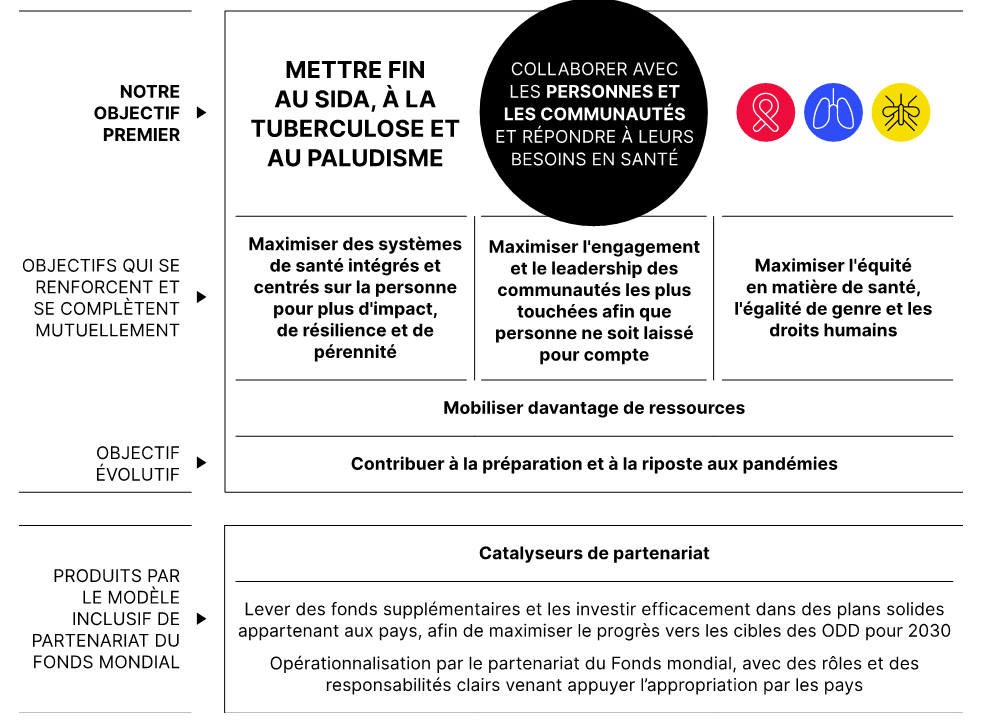 NOTRE
OBJECTIF
PREMIER
METTRE FIN
AU SIDA, À LA
TUBERCULOSE ET
AU PALUDISME
COLLABORER AVEC
LES PERSONNES ET
LES COMMUNAUTÉS
ET RÉPONDRE À LEURS
BESOINS EN SANTÉ
OBJECTIFS QUI SE
RENFORCENT ET
SE COMPLÈTENT
MUTUELLEMENT
Maximiser des systèmes
de santé intégrés et
centrés sur la personne
pour plus d'impact,
de résilience et de
pérennité
Maximiser l'engagement
et le leadership des
communautés les plus
touchées afin que
personne ne soit laissé
pour compte
Maximiser l'équité
en matière de santé,
l'égalité de genre et les
droits humains
Mobiliser davantage de ressources
OBJECTIF
ÉVOLUTIF
Contribuer à la préparation et à la riposte aux pandémies
PRODUITS PAR
LE MODÈLE
INCLUSIF DE
PARTENARIAT DU
FONDS MONDIAL
Catalyseurs de partenariat
Lever des fonds supplémentaires et les investir efficacement dans des plans solides
appartenant aux pays, afin de maximiser le progrès vers les cibles des ODD pour 2030
Opérationnalisation par le partenariat du Fonds mondial, avec des rôles et des
responsabilités clairs venant appuyer l’appropriation par les pays